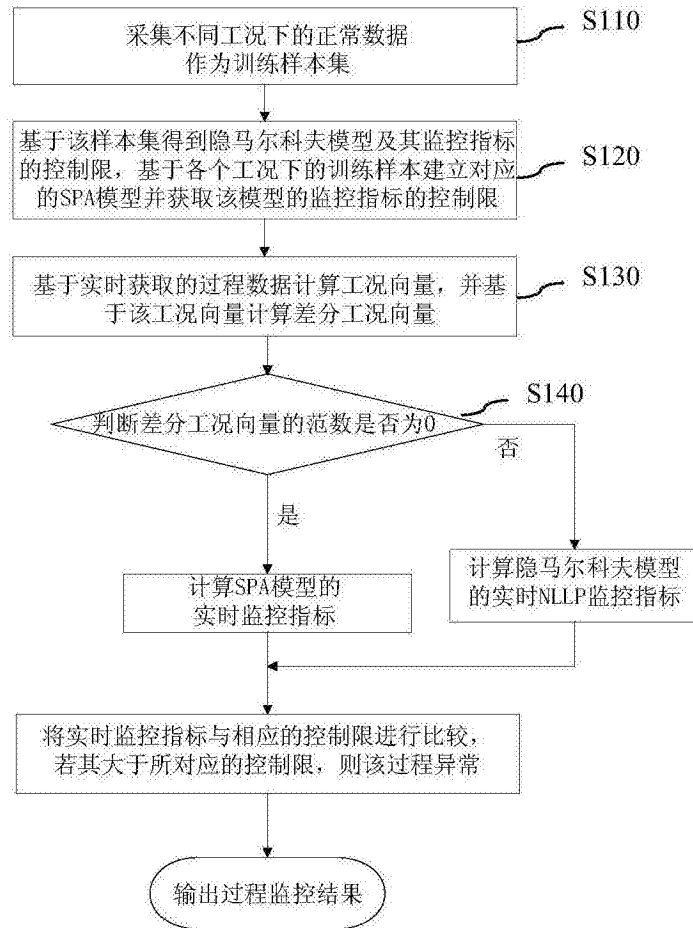 采集不同工况下的正常数据
作为训练样本集
S110
基于该样本集得到隐马尔科夫模型及其监控指标
的控制限，基于各个工况下的训练样本建立对应
的SPA模型并获取该模型的监控指标的控制限
S120
基于实时获取的过程数据计算工况向量，并基
于该工况向量计算差分工况向量
S130
判断差分工况向量的范数是否为0
S140
否
是
计算SPA模型的
实时监控指标
计算隐马尔科夫模型
的实时NLLP监控指标
将实时监控指标与相应的控制限进行比较，
若其大于所对应的控制限，则该过程异常
输出过程监控结果